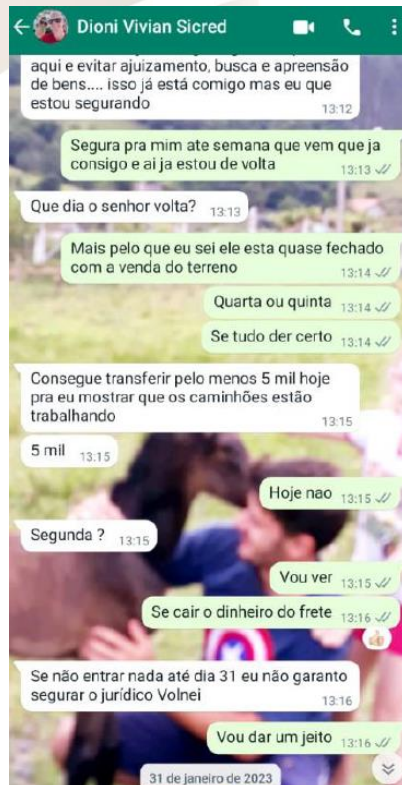 Dioni Vivian Sicred
aqui e evitar ajuizamento, busca e apreensão
de bens.... isso já está comigo mas eu que
estou segurando
13:12
Segura pra mim ate semana que vem que ja
consigo e ai ja estou de volta
13:13
Que dia o senhor volta? 13:13
Mais pelo que eu sei ele esta quase fechado
com a venda do terreno
13:14
Quarta ou quinta 13:14
Se tudo der certo 13:14
Consegue transferir pelo menos 5 mil hoje
pra eu mostrar que os caminhões estão
trabalhando
13:15
5 mil 13:15
Hoje nao 13:15
Segunda ? 13:15
Vou ver 13:15
Se cair o dinheiro do frete 13:16
Se não entrar nada até dia 31 eu não garanto
segurar o jurídico Volnei
13:16
Vou dar um jeito 13:16
31 de janeiro de 2023